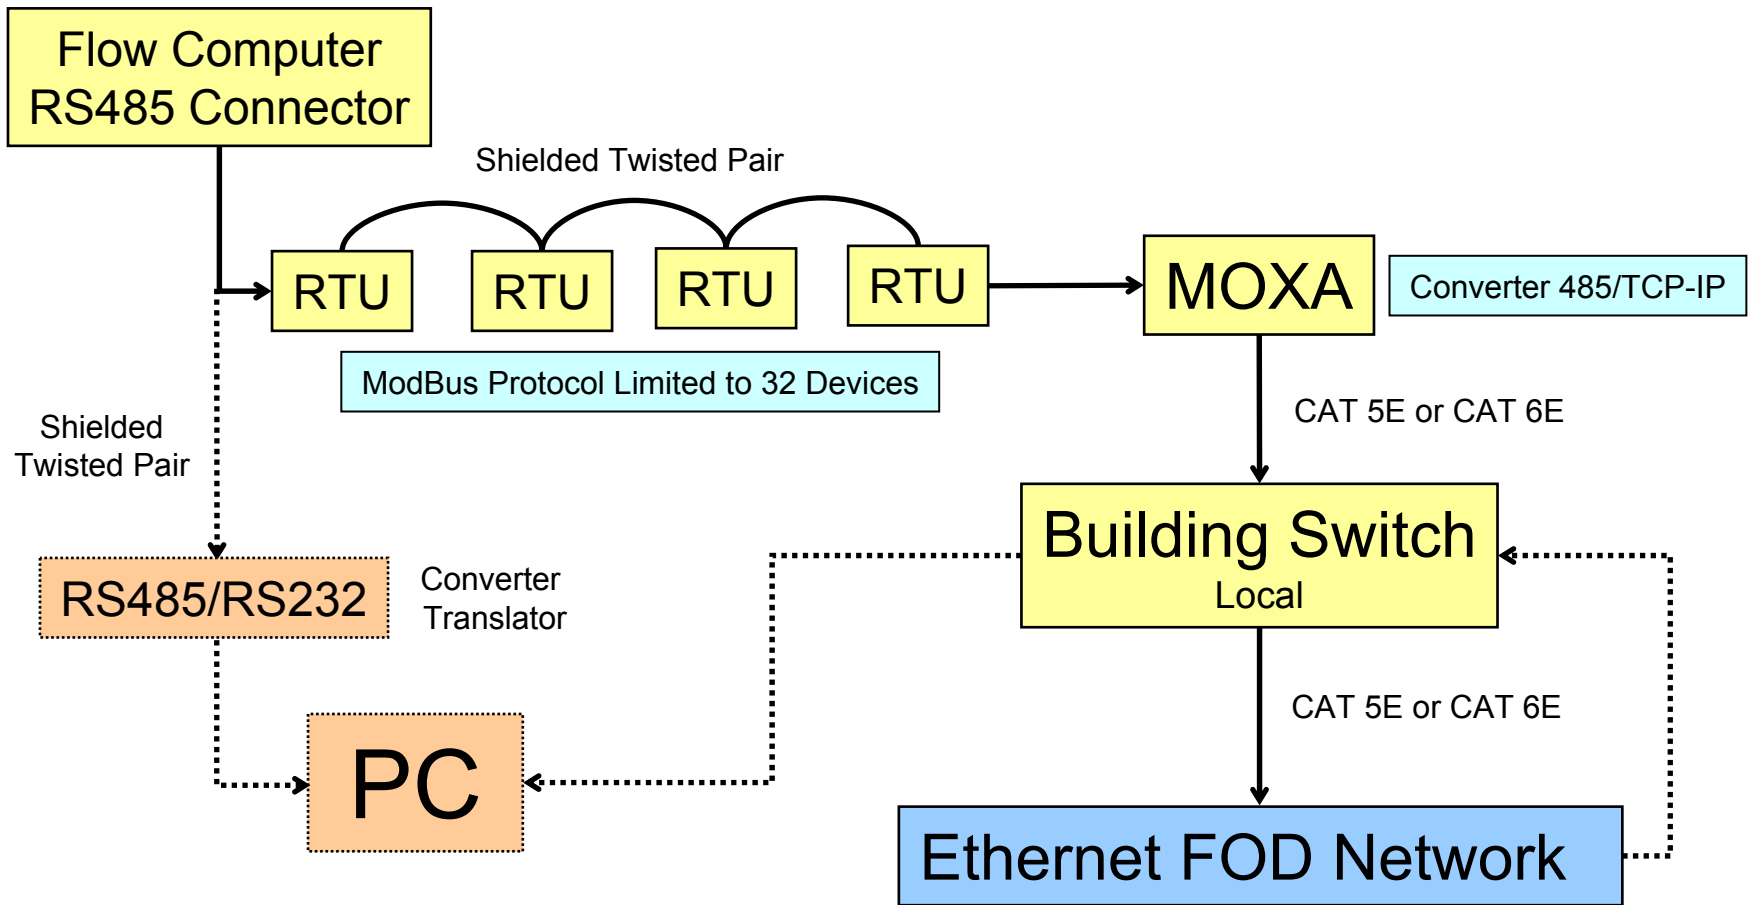 Flow Computer
RS485 Connector
Shielded Twisted Pair
RTU
RTU
RTU
RTU
MOXA
Converter 485/TCP-IP
ModBus Protocol Limited to 32 Devices
CAT 5E or CAT 6E
Shielded
Twisted Pair
Building Switch
Local
RS485/RS232
Converter
Translator
CAT 5E or CAT 6E
PC
Ethernet FOD Network